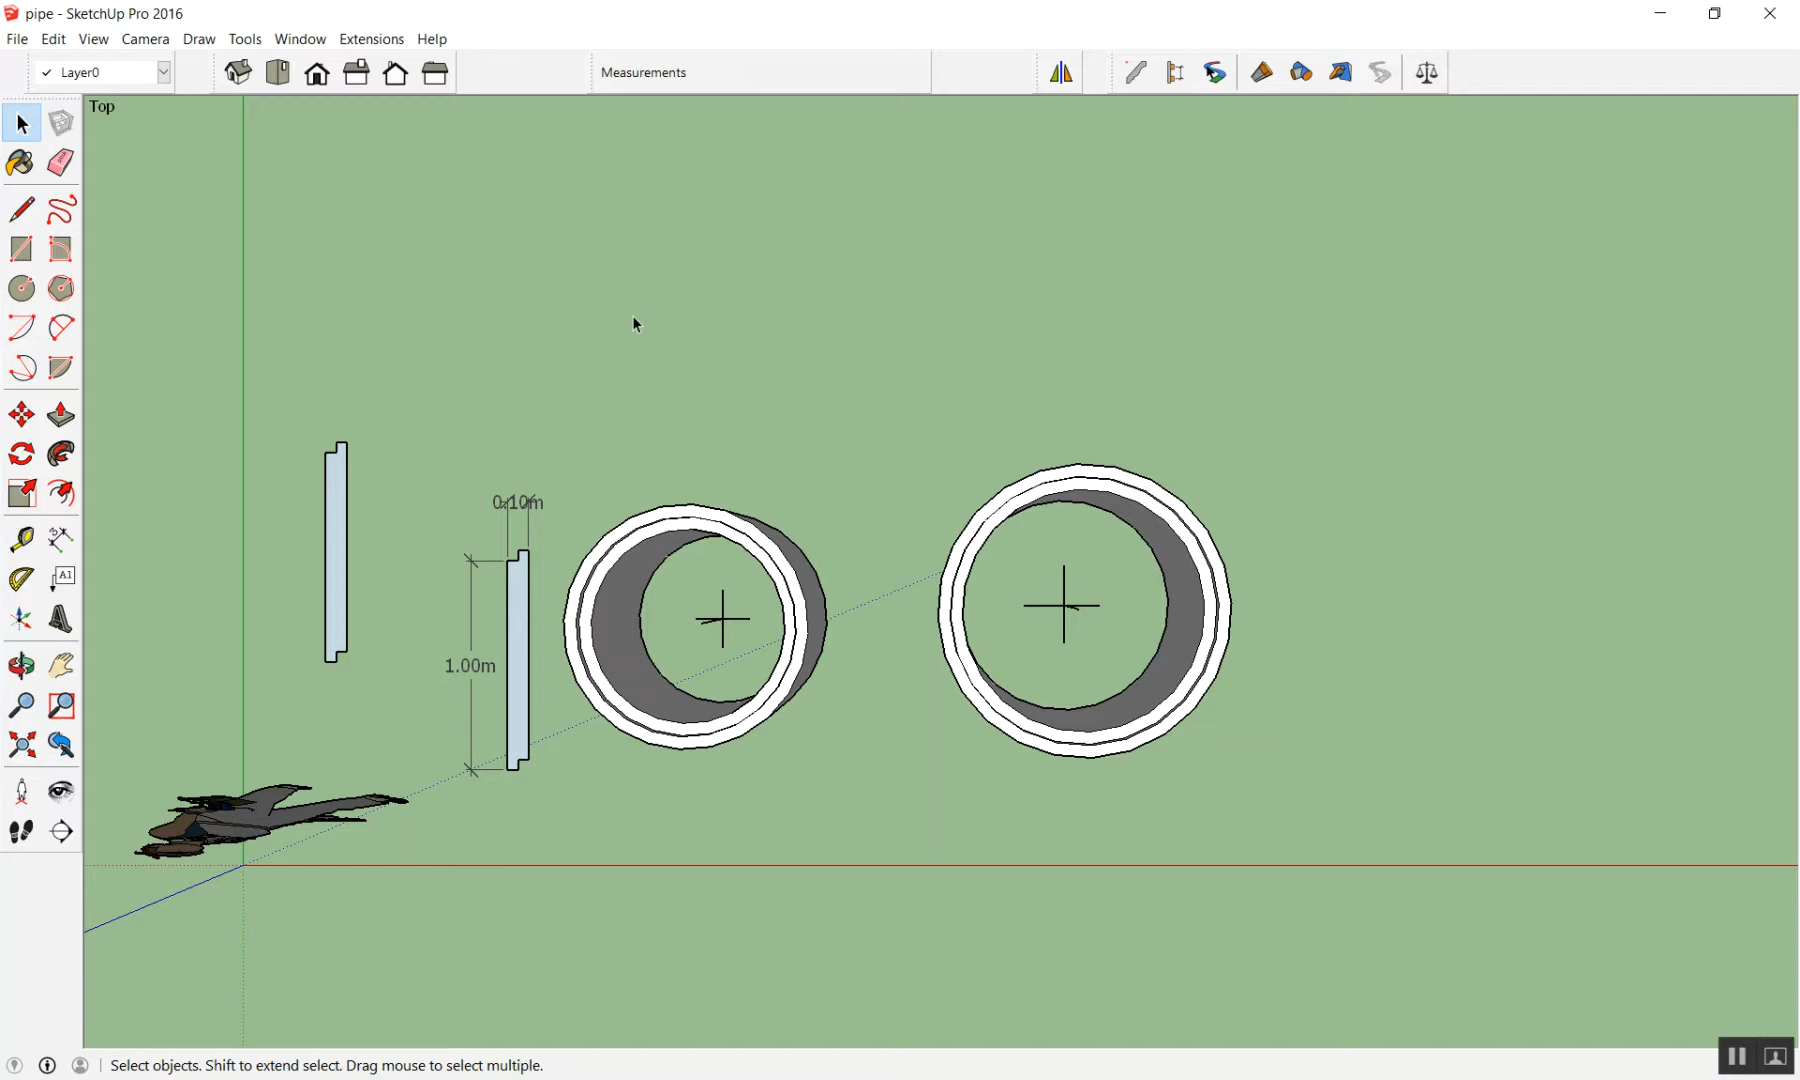 pipe - SketchUp Pro 2016
File Edit View Camera Draw Tools Window Extensions Help
Layer0
Measurements
Top
A1
0.10m
1.00m
Select objects. Shift to extend select. Drag mouse to select multiple.